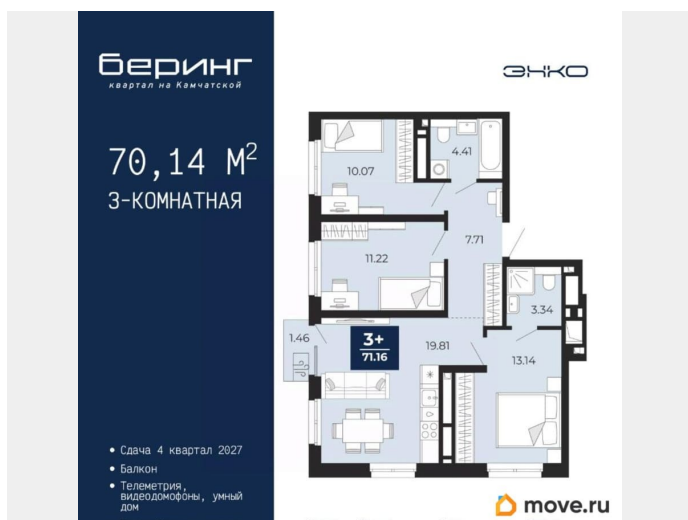 беринг
квартал на Камчатской
ЭНКО
70,14 М²
3-КОМНАТНАЯ
10.07
4.41
7.71
11.22
3.34
1.46
3+
71.16
19.81
13.14
• Сдача 4 квартал 2027
• Балкон
• Телеметрия,
видеодомофоны, умный
дом
move.ru